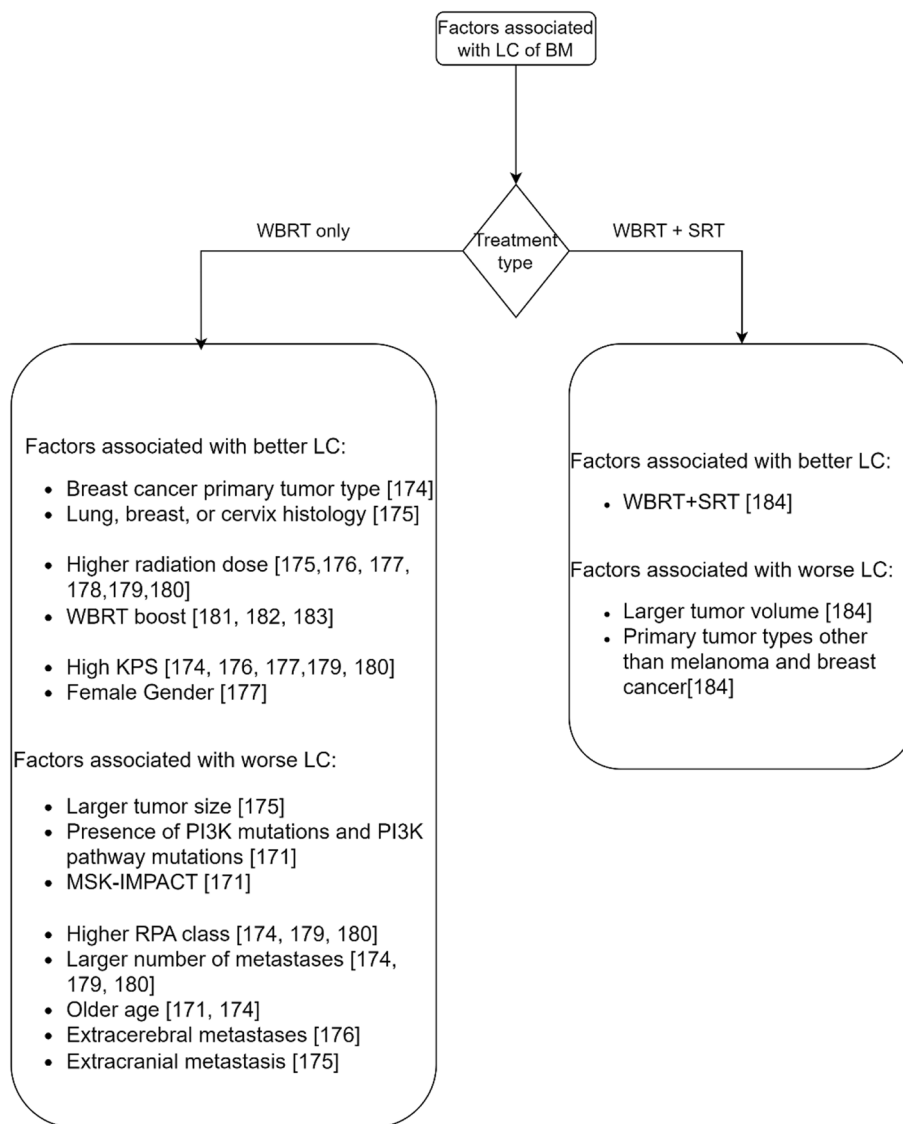 Factors associated
with LC of BM
WBRT only
Treatment
type
WBRT + SRT
Factors associated with better LC:
• Breast cancer primary tumor type [174]
• Lung, breast, or cervix histology [175]
• Higher radiation dose [175,176, 177,
178,179,180]
• WBRT boost [181, 182, 183]
• High KPS [174, 176, 177,179, 180]
• Female Gender [177]
Factors associated with worse LC:
• Larger tumor size [175]
• Presence of PI3K mutations and PI3K
pathway mutations [171]
• MSK-IMPACT [171]
• Higher RPA class [174, 179, 180]
• Larger number of metastases [174,
179, 180]
• Older age [171, 174]
• Extracerebral metastases [176]
• Extracranial metastasis [175]
Factors associated with better LC:
• WBRT+SRT [184]
Factors associated with worse LC:
• Larger tumor volume [184]
• Primary tumor types other
than melanoma and breast
cancer[184]